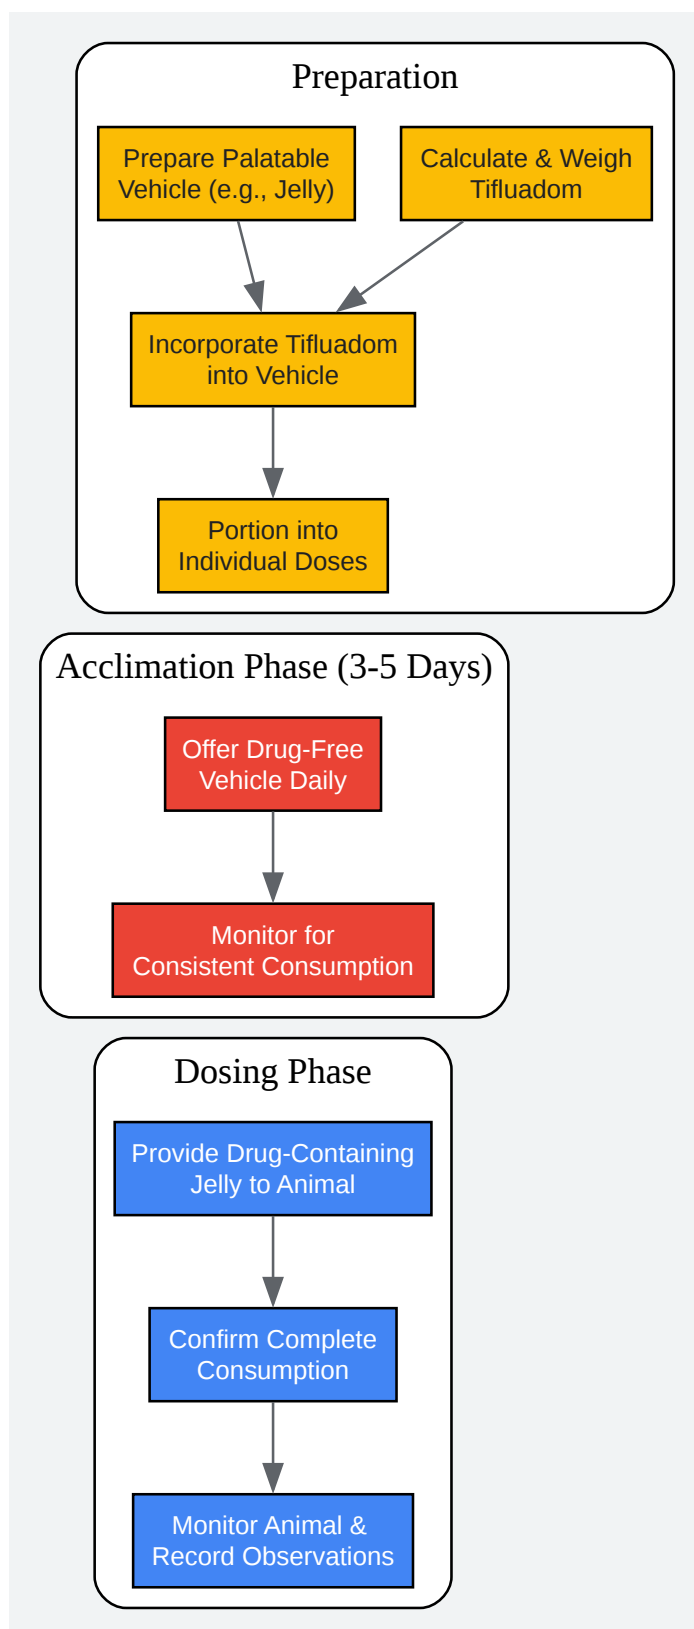 Preparation
Prepare Palatable
Vehicle (e.g., Jelly)
Calculate & Weigh
Tifluadom
Incorporate Tifluadom
into Vehicle
Portion into
Individual Doses
Acclimation Phase (3-5 Days)
Offer Drug-Free
Vehicle Daily
Monitor for
Consistent Consumption
Dosing Phase
Provide Drug-Containing
Jelly to Animal
Confirm Complete
Consumption
Monitor Animal &
Record Observations